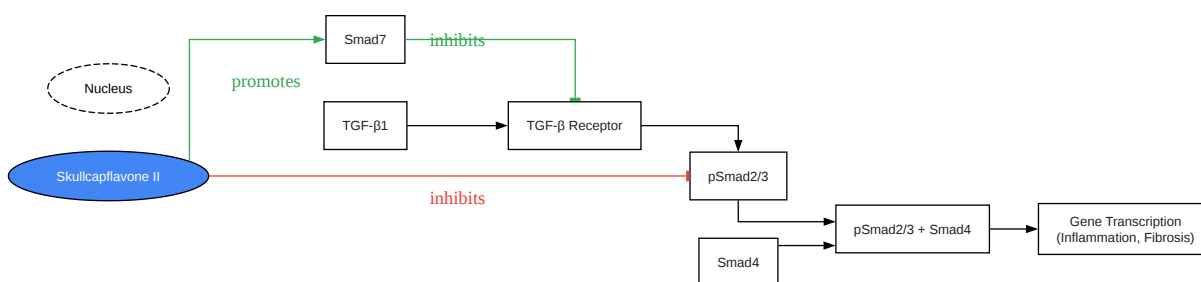 Smad7
inhibits
Nucleus
promotes
TGF-β1
TGF-β Receptor
Skullcapflavone II
pSmad2/3
inhibits
pSmad2/3 + Smad4
Gene Transcription
(Inflammation, Fibrosis)
Smad4